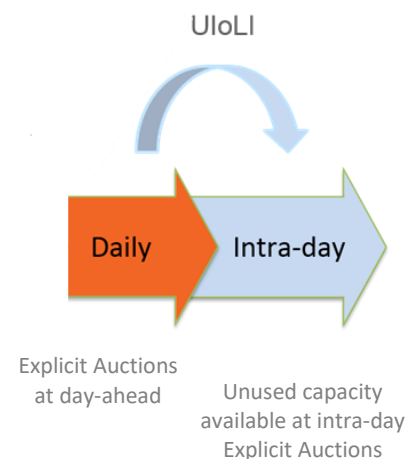 UIoLI
Daily
Intra-day
Explicit Auctions
at day-ahead
Unused capacity
available at intra-day
Explicit Auctions